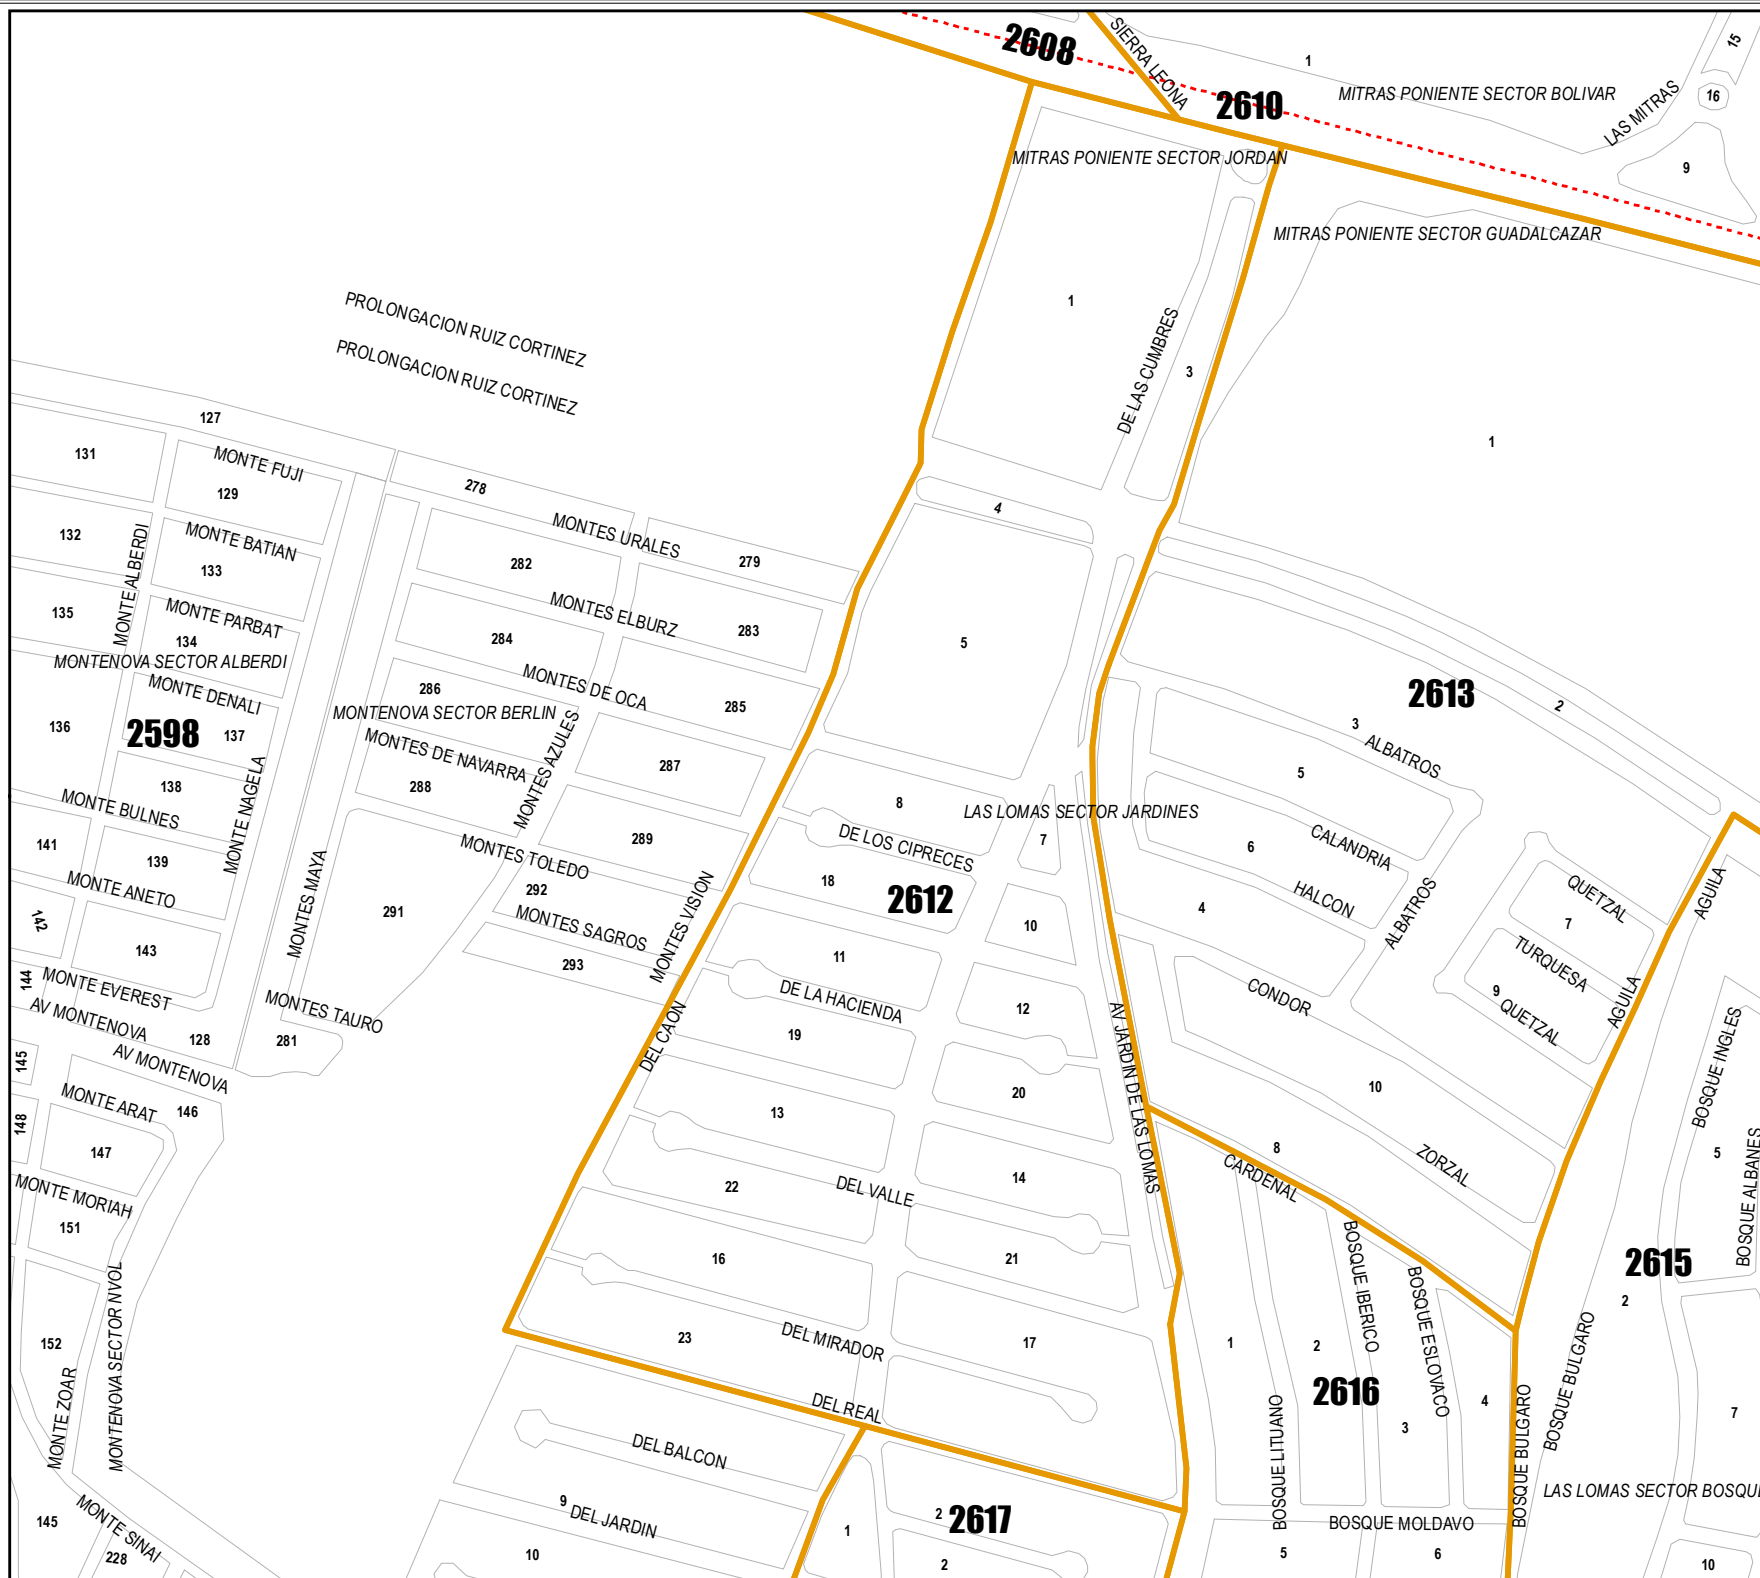 2608
SIERRA LEONA
1
15
2610
MITRAS PONIENTE SECTOR BOLIVAR
16
LAS MITRAS
MITRAS PONIENTE SECTOR JORDAN
9
MITRAS PONIENTE SECTOR GUADALCAZAR
PROLONGACION RUIZ CORTINEZ
PROLONGACION RUIZ CORTINEZ
1
DE LAS CUMBRES
3
1
127
131
MONTE FUJI
129
278
4
132
MONTE ALBERDI
MONTE BATIAN
133
MONTES URALES
282
279
135
MONTE PARBAT
134
MONTES ELBURZ
284
283
5
MONTENOVA SECTOR ALBERDI
MONTE DENALI
286
MONTES DE OCA
285
2613
2
MONTENOVA SECTOR BERLIN
136
2598
137
MONTES DE NAVARRA
MONTES AZULES
287
3
ALBATROS
138
288
5
MONTE BULNES
MONTE NAGELA
8
LAS LOMAS SECTOR JARDINES
141
139
MONTES TOLEDO
289
DE LOS CIPRECES
7
6
CALANDRIA
MONTE ANETO
292
18
2612
HALCON
QUETZAL
AGUILA
142
MONTES MAYA
291
MONTES SAGROS
MONTES VISION
10
4
ALBATROS
7
143
293
11
TURQUESA
144
MONTE EVEREST
DE LA HACIENDA
CONDOR
9
QUETZAL
AGUILA
AV MONTENOVA
128
MONTES TAURO
281
DEL CAÖN
19
12
AV JARDIN DE LAS LOMAS
BOSQUE INGLES
145
AV MONTENOVA
MONTE ARAT
146
13
20
10
148
147
8
CARDENAL
ZORZAL
5
BOSQUE ALBANES
MONTE MORIAH
22
DEL VALLE
14
151
16
21
BOSQUE IBERICO
2615
MONTENOVA SECTOR NVOL
BOSQUE ESLOVACO
2
152
23
DEL MIRADOR
17
1
2
BOSQUE BULGARO
MONTE ZOAR
2616
DEL REAL
BOSQUE LITUANO
3
4
BOSQUE BULGARO
7
DEL BALCON
9
DEL JARDIN
LAS LOMAS SECTOR BOSQUE
145
MONTE SINAI
1
2
2617
BOSQUE MOLDAVO
228
10
2
5
6
10